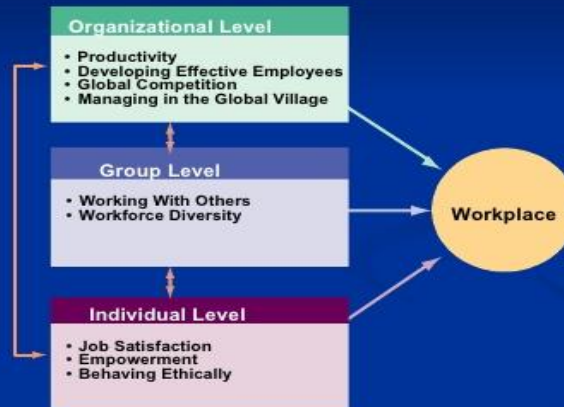 Organizational Level
• Productivity
• Developing Effective Employees
• Global Competition
• Managing in the Global Village
Group Level
• Working With Others
• Workforce Diversity
Workplace
Individual Level
• Job Satisfaction
• Empowerment
• Behaving Ethically